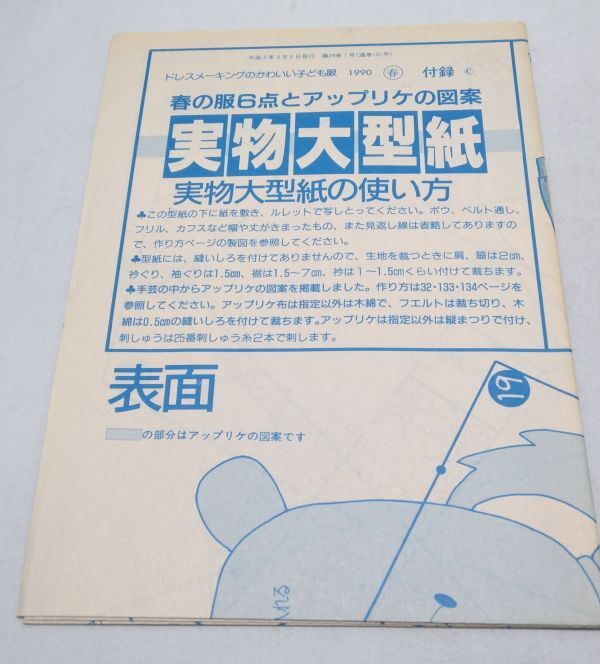 平成2年3月5日発行 第29巻1号(通巻121号)
ドレスメーキングのかわいい子ども服 1990 春 付録 ©
春の服6点とアップリケの図案
実物大型紙
実物大型紙の使い方
♣この型紙の下に紙を敷き、ルレットで写しとってください。ボウ、ベルト通し、
フリル、カフスなど幅や丈がきまったもの、また見返し線は省略してありますの
で、作り方ページの製図を参照してください。
♣型紙には、縫いしろを付けてありませんので、生地を裁つときに肩、脇は2cm、
衿ぐり、袖ぐりは1.5cm、裾は1.5〜7cm、衿は1〜1.5cmくらい付けて裁ちます。
♣手芸の中からアップリケの図案を掲載しました。作り方は32・133・134ページを
参照してください。アップリケ布は指定以外は木綿で、フエルトは裁ち切り、木
綿は0.5cmの縫いしろを付けて裁ちます。アップリケは指定以外は縦まつりで付け、
刺しゅうは25番刺しゅう糸2本で刺します。
表面
の部分はアップリケの図案です
19
れる